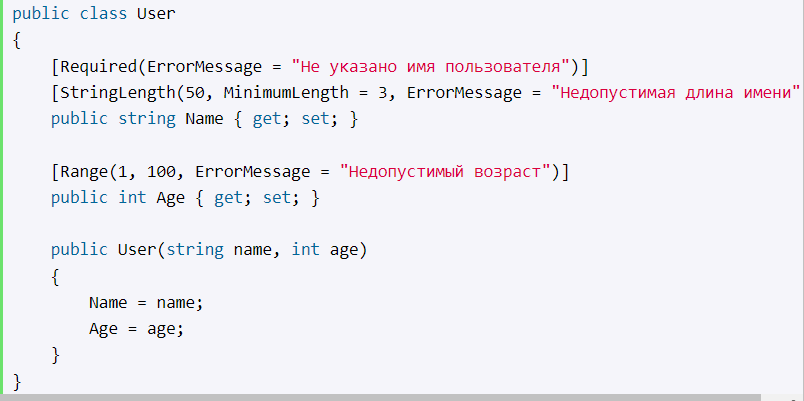 public class User
{
[Required(ErrorMessage = "Не указано имя пользователя")]
[StringLength(50, MinimumLength = 3, ErrorMessage = "Недопустимая длина имени"
public string Name { get; set; }
[Range(1, 100, ErrorMessage = "Недопустимый возраст")]
public int Age { get; set; }
public User(string name, int age)
{
Name = name;
Age = age;
}
}